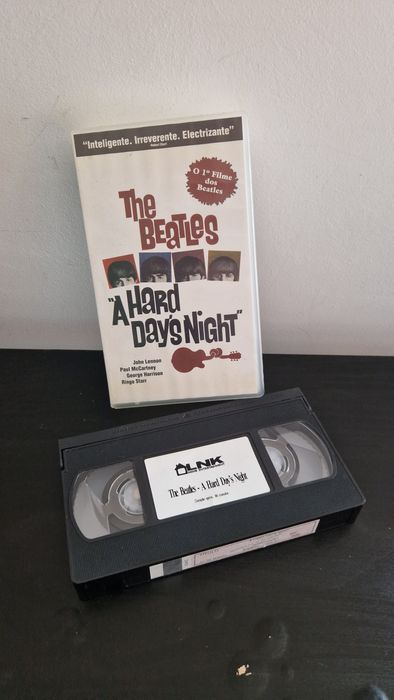 "Inteligente. Irreverente. Electrizante"
O 1º Filme
dos
Beatles
The
BEATLES
"A HARD
DAY'S NIGHT"
John Lennon
Paul McCartney
George Harrison
Ringo Starr
LNK
The Beatles - A Hard Day's Night